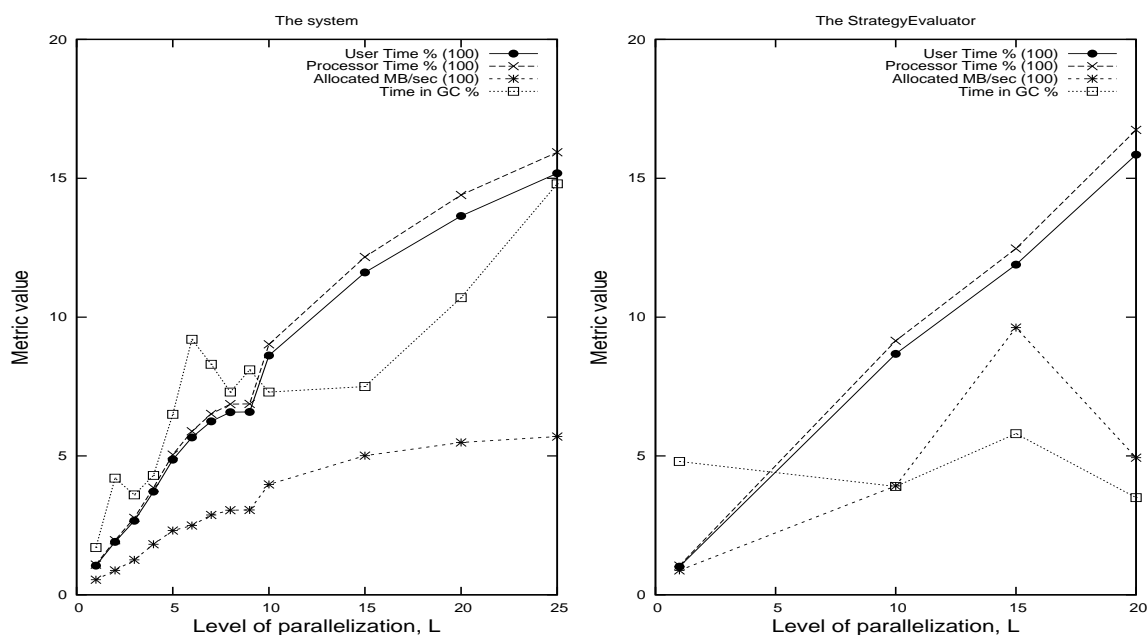 The system
20
15
10
5
0
Metric value
User Time % (100)
Processor Time % (100)
Allocated MB/sec (100)
Time in GC %
0 5 10 15 20 25
Level of parallelization, L
The StrategyEvaluator
20
15
10
5
0
Metric value
User Time % (100)
Processor Time % (100)
Allocated MB/sec (100)
Time in GC %
0 5 10 15 20
Level of parallelization, L